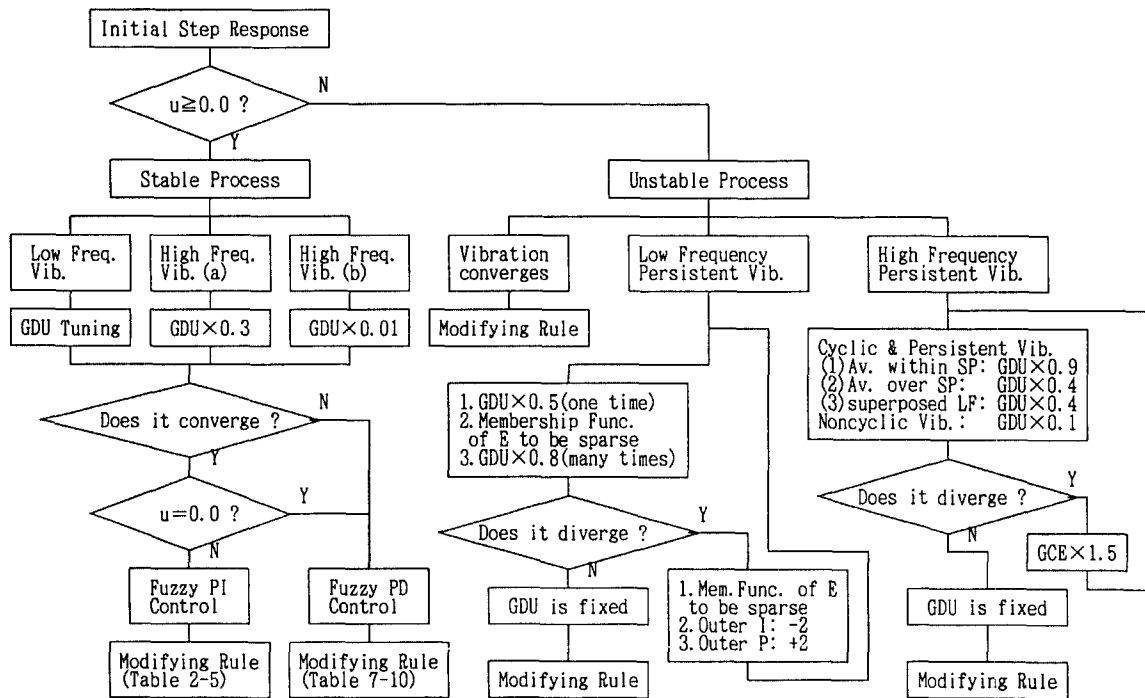 Initial Step Response
u≧0.0 ?
N
Y
Stable Process
Unstable Process
Low Freq.
Vib.
High Freq.
Vib.(a)
High Freq.
Vib.(b)
Vibration
converges
Low Frequency
Persistent Vib.
High Frequency
Persistent Vib.
GDU Tuning
GDU×0.3
GDU×0.01
Modifying Rule
Cyclic & Persistent Vib.
(1)Av. within SP: GDU×0.9
(2)Av. over SP: GDU×0.4
(3)superposed LF: GDU×0.4
Noncyclic Vib.: GDU×0.1
Does it converge ?
N
Y
1.GDU×0.5(one time)
2.Membership Func.
of E to be sparse
3.GDU×0.8(many times)
u=0.0 ?
Y
N
Does it diverge ?
Y
N
Does it diverge ?
Y
N
GCE×1.5
Fuzzy PI
Control
Fuzzy PD
Control
GDU is fixed
1.Mem.Func. of E
to be sparse
2.Outer I: -2
3.Outer P: +2
GDU is fixed
Modifying Rule
(Table 2-5)
Modifying Rule
(Table 7-10)
Modifying Rule
Modifying Rule